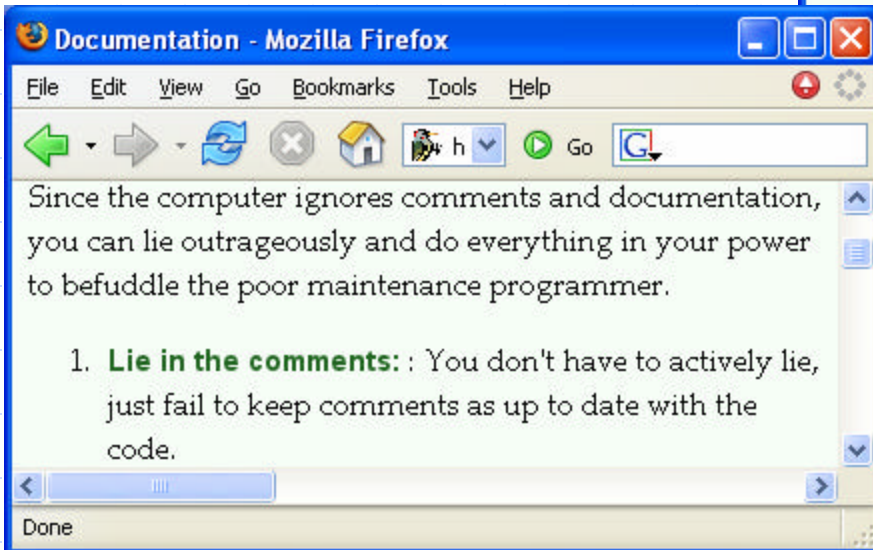 Documentation - Mozilla Firefox
File Edit View Go Bookmarks Tools Help
h Go G
Since the computer ignores comments and documentation,
you can lie outrageously and do everything in your power
to befuddle the poor maintenance programmer.
1. Lie in the comments: : You don't have to actively lie,
just fail to keep comments as up to date with the
code.
Done